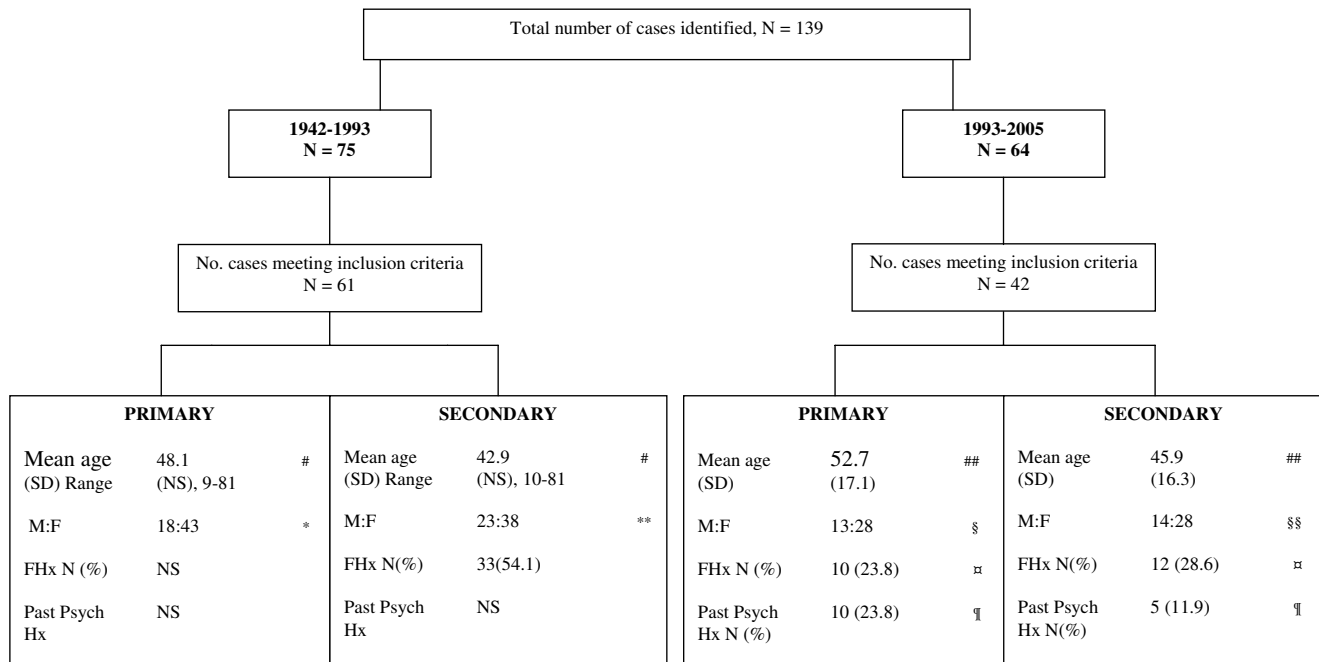 Total number of cases identified, N = 139
1942-1993
N = 75
1993-2005
N = 64
No. cases meeting inclusion criteria
N = 61
No. cases meeting inclusion criteria
N = 42
PRIMARY
Mean age 48.1 #
(SD) Range (NS), 9-81
M:F 18:43 *
FHx N (%) NS
Past Psych NS
Hx
SECONDARY
Mean age 42.9 #
(SD) Range (NS), 10-81
M:F 23:38 **
FHx N(%) 33(54.1)
Past Psych NS
Hx
PRIMARY
Mean age 52.7 ##
(SD) (17.1)
M:F 13:28 §
FHx N (%) 10 (23.8) ¤
Past Psych 10 (23.8) ¶
Hx N (%)
SECONDARY
Mean age 45.9 ##
(SD) (16.3)
M:F 14:28 §§
FHx N(%) 12 (28.6) ¤
Past Psych 5 (11.9) ¶
Hx N(%)